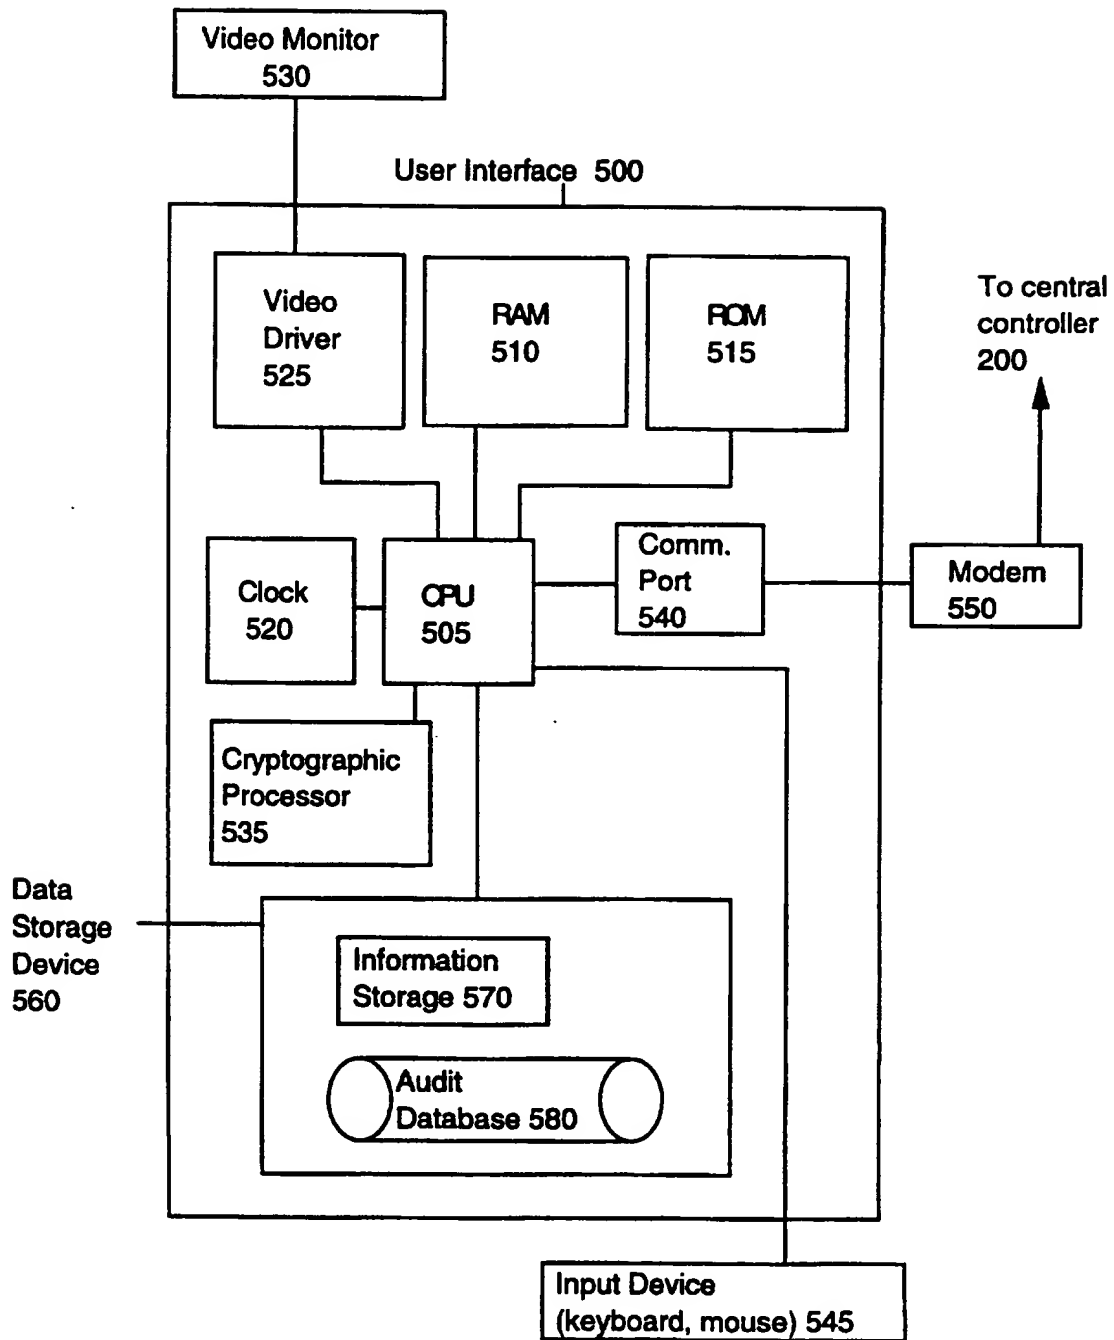 Video Monitor
530
User Interface 500
Video
Driver
525
RAM
510
ROM
515
To central
controller
200
Clock
520
CPU
505
Comm.
Port
540
Modem
550
Cryptographic
Processor
535
Data
Storage
Device
560
Information
Storage 570
Audit
Database 580
Input Device
(keyboard, mouse) 545